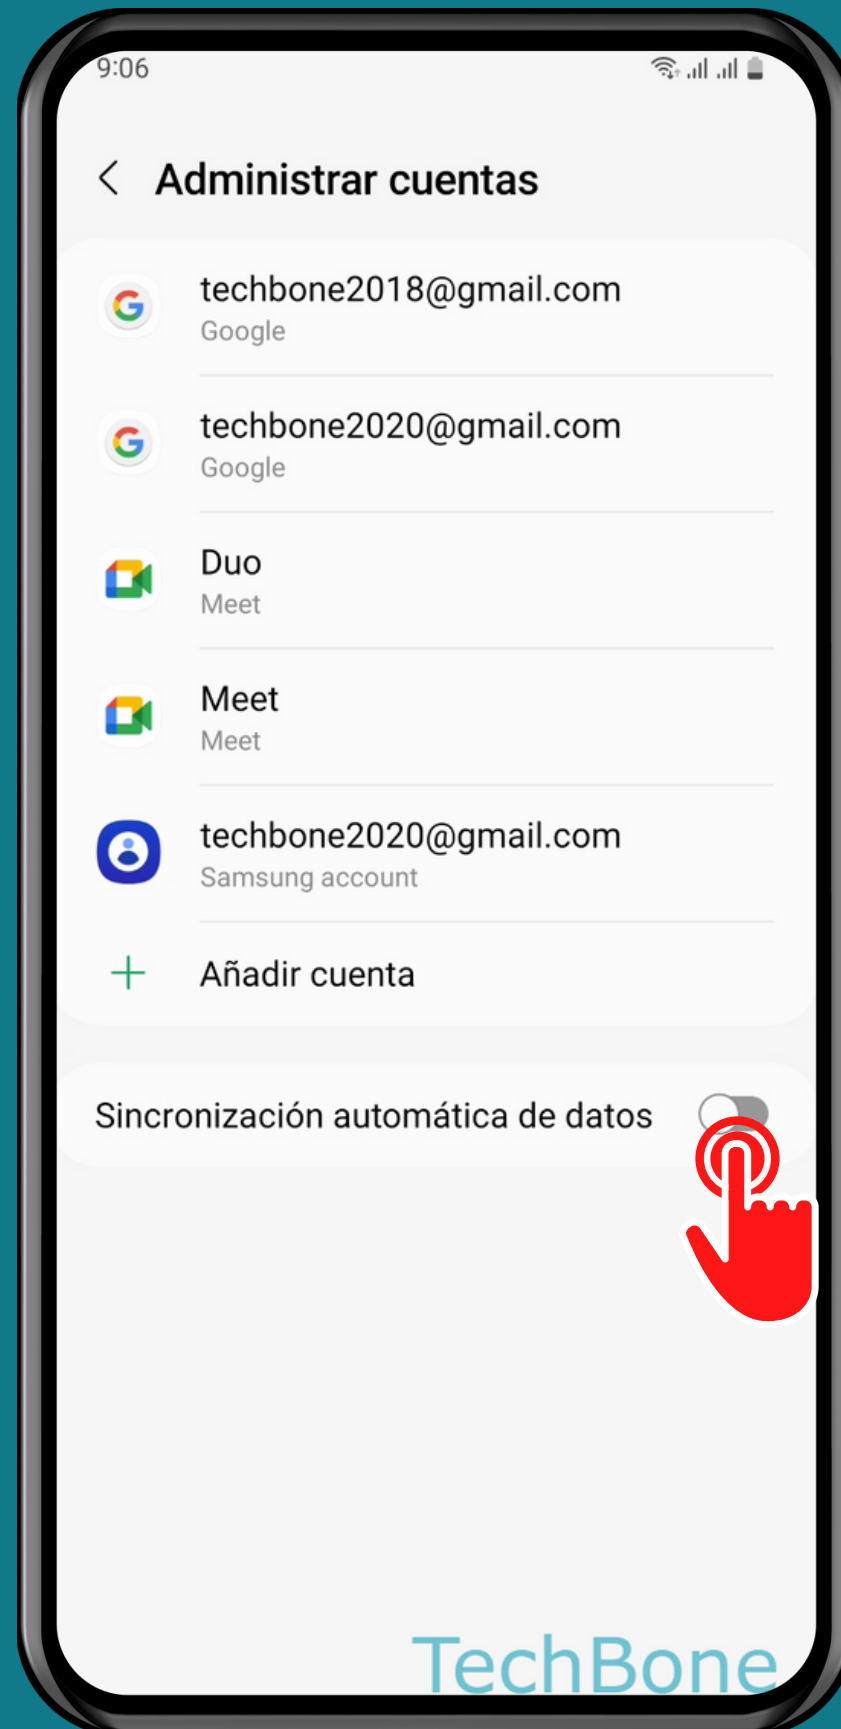 9:06
Administrar cuentas
techbone2018@gmail.com
Google
techbone2020@gmail.com
Google
Duo
Meet
Meet
Meet
techbone2020@gmail.com
Samsung account
Añadir cuenta
Sincronización automática de datos
TechBone